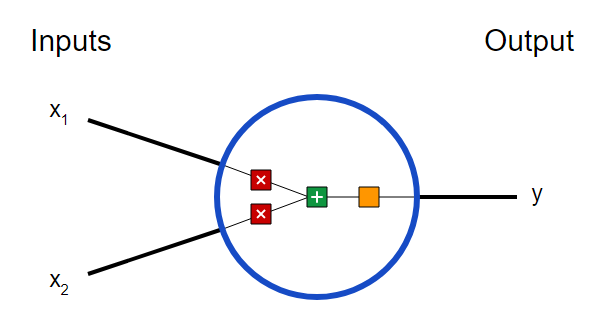 Inputs
Output
x₁
× +
y
×
x₂